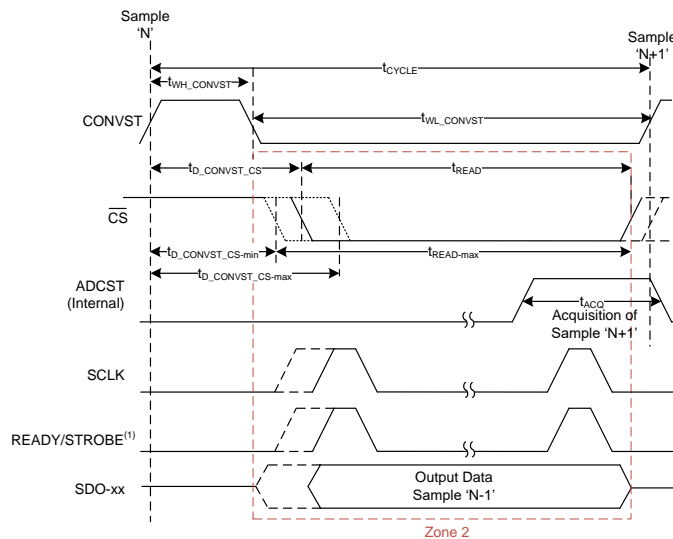 Sample
'N'
Sample
'N+1'
tCYCLE
tWH_CONVST
CONVST
tWL_CONVST
tD_CONVST_CS
tREAD
CS
tD_CONVST_CS-min
tREAD-max
tD_CONVST_CS-max
ADCST
(Internal)
tACQ
Acquisition of
Sample 'N+1'
SCLK
READY/STROBE(1)
SDO-xx
Output Data
Sample 'N-1'
Zone 2